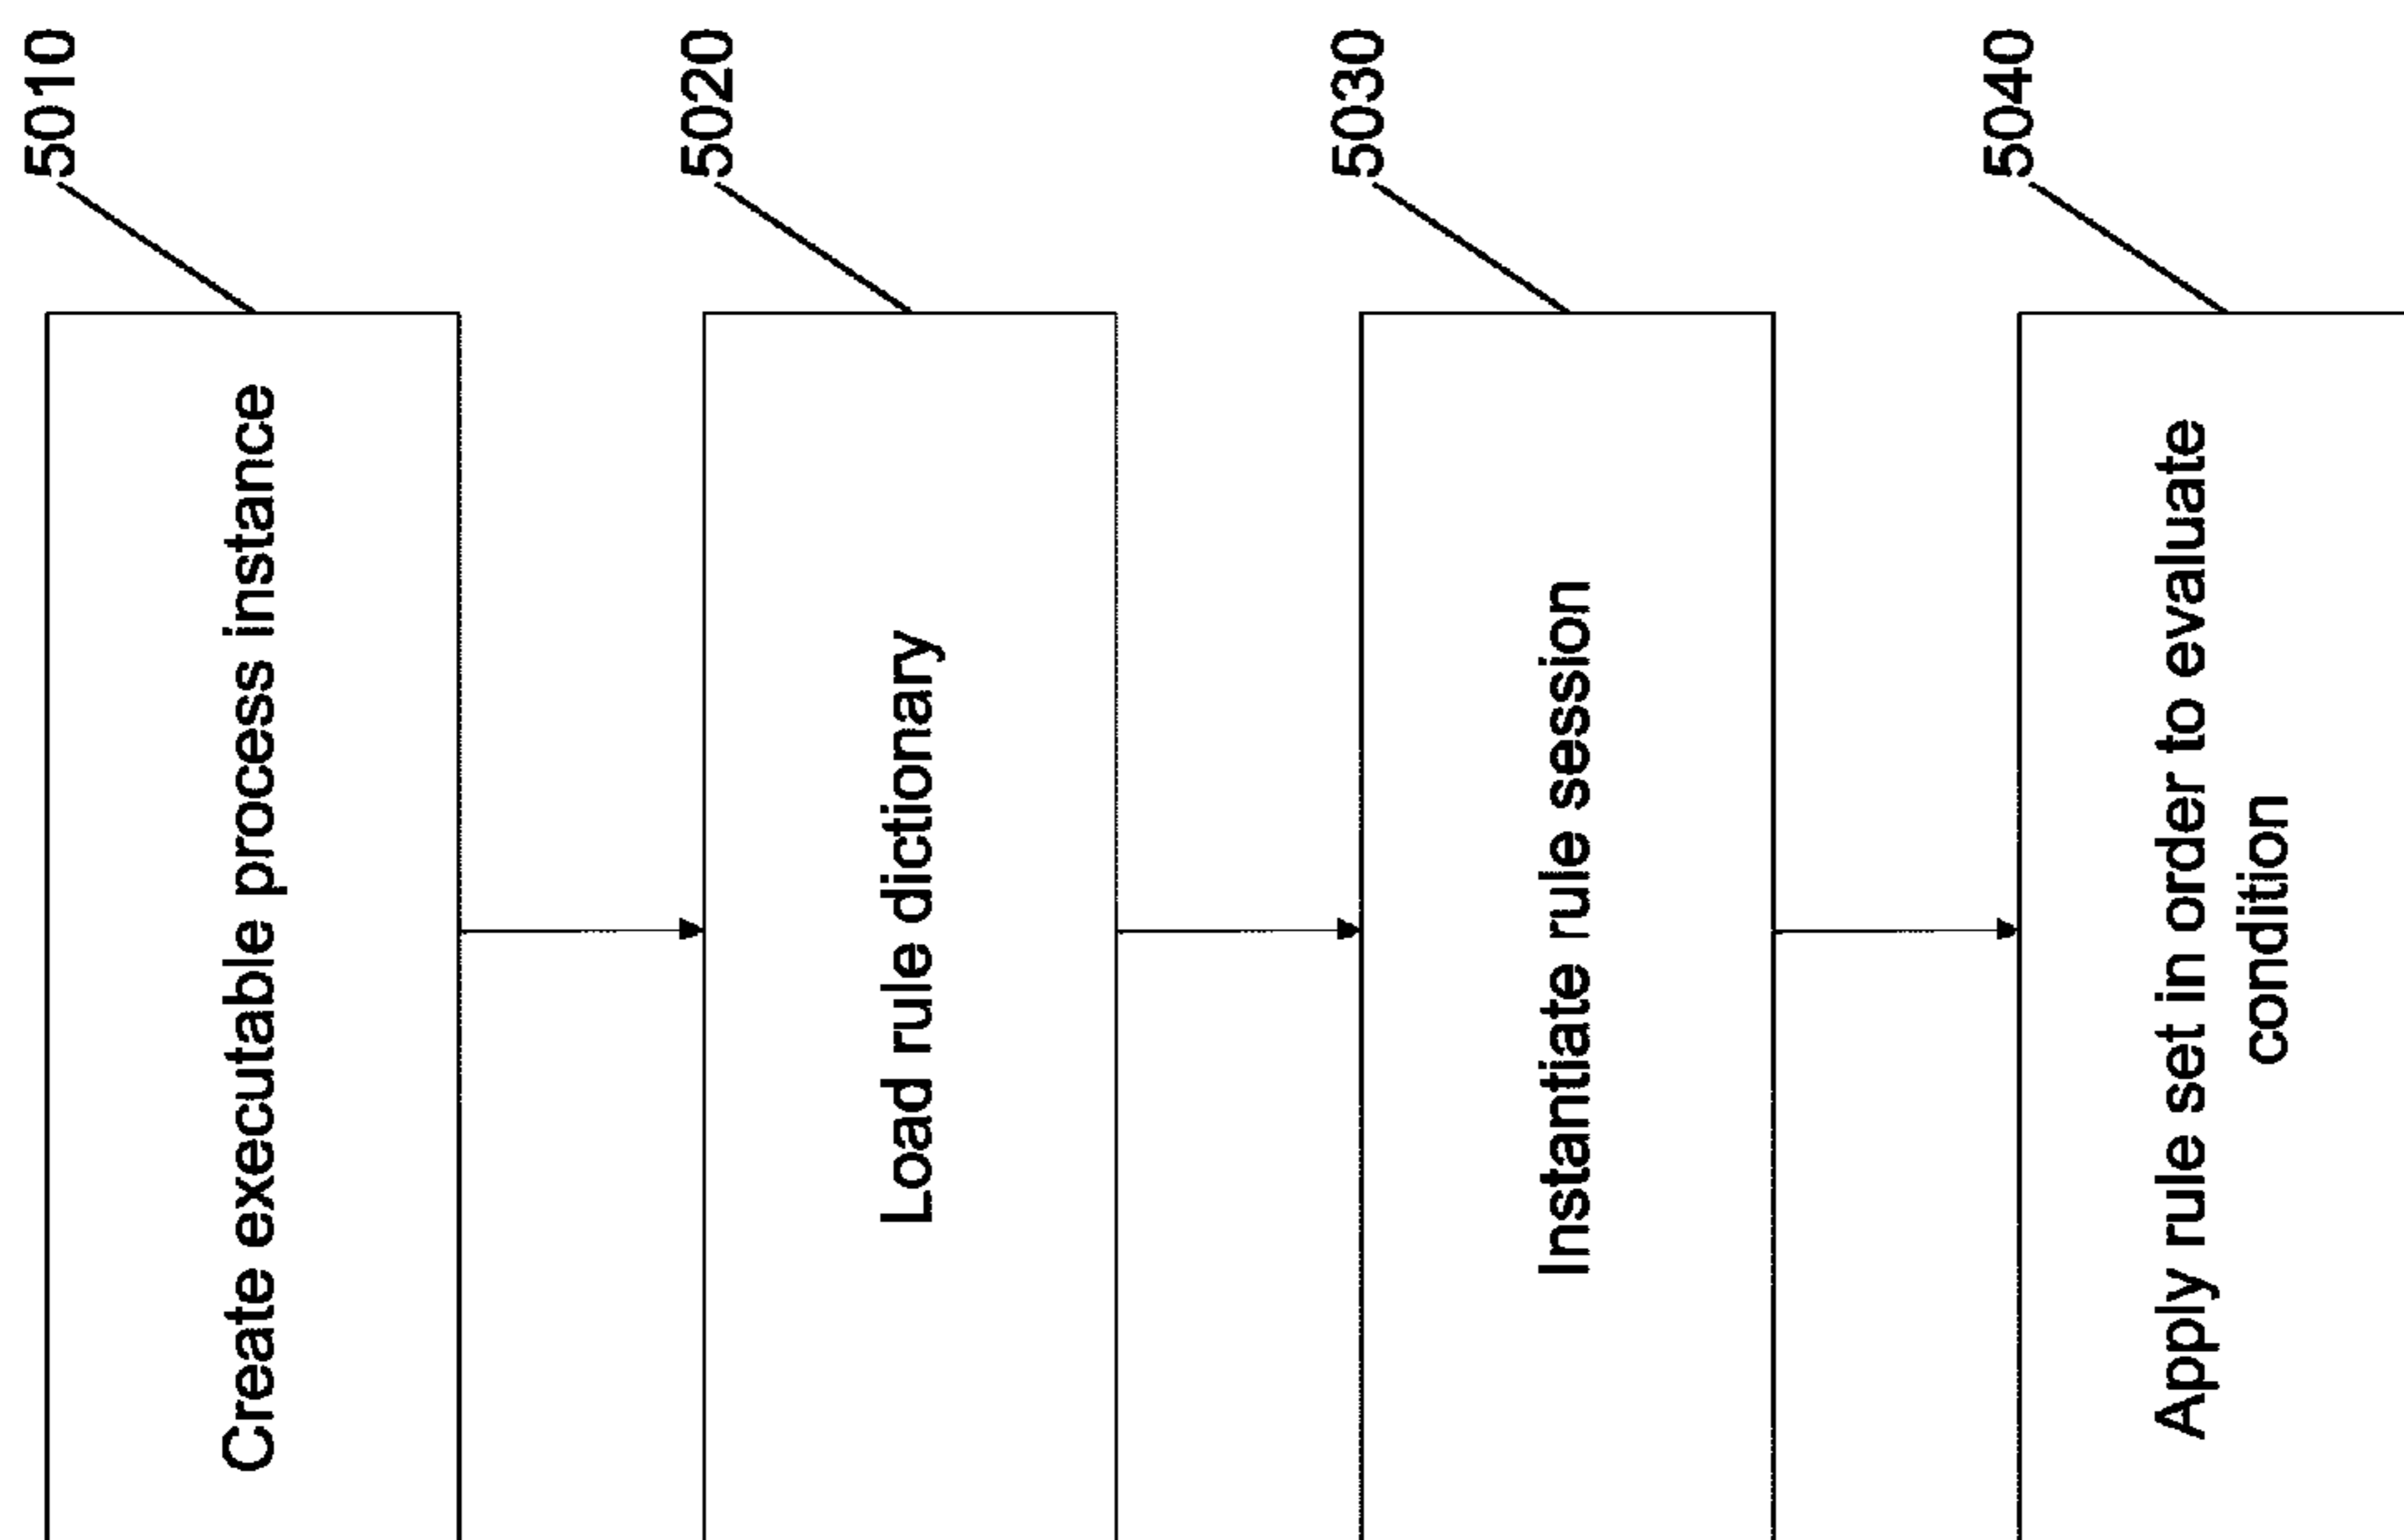 5010
Create executable process instance
5020
Load rule dictionary
5030
Instantiate rule session
5040
Apply rule set in order to evaluate
condition